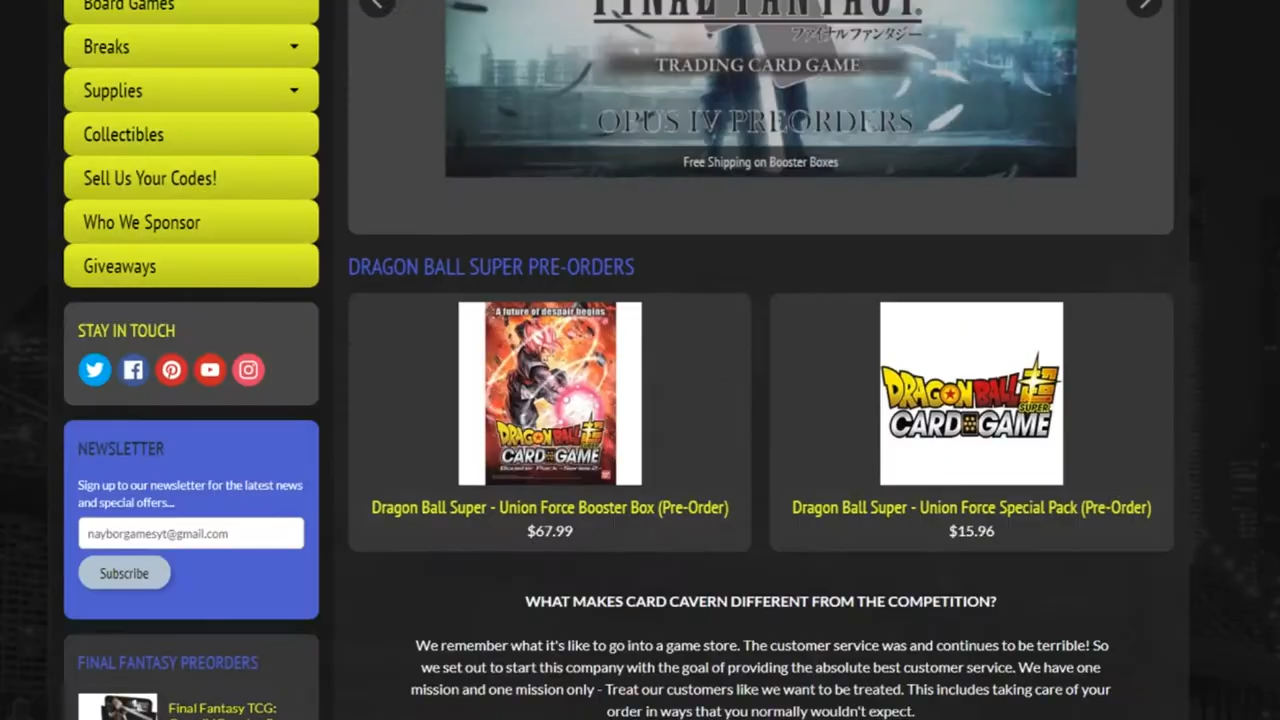 Board Games
Breaks
Supplies
Collectibles
Sell Us Your Codes!
Who We Sponsor
Giveaways
STAY IN TOUCH
NEWSLETTER
Sign up to our newsletter for the latest news
and special offers...
nayborgamesyt@gmail.com
Subscribe
FINAL FANTASY PREORDERS
Final Fantasy TCG:
FINAL FANTASY.
ファイナルファンタジー
TRADING CARD GAME
OPUS IV PREORDERS
Free Shipping on Booster Boxes
DRAGON BALL SUPER PRE-ORDERS
A future of despair begins
DRAGON BALL 超
SUPER
CARD GAME
Booster Pack -Series2-
Dragon Ball Super - Union Force Booster Box (Pre-Order)
$67.99
DRAGON BALL 超
SUPER
CARD GAME
Dragon Ball Super - Union Force Special Pack (Pre-Order)
$15.96
WHAT MAKES CARD CAVERN DIFFERENT FROM THE COMPETITION?
We remember what it's like to go into a game store. The customer service was and continues to be terrible! So
we set out to start this company with the goal of providing the absolute best customer service. We have one
mission and one mission only - Treat our customers like we want to be treated. This includes taking care of your
order in ways that you normally wouldn't expect.